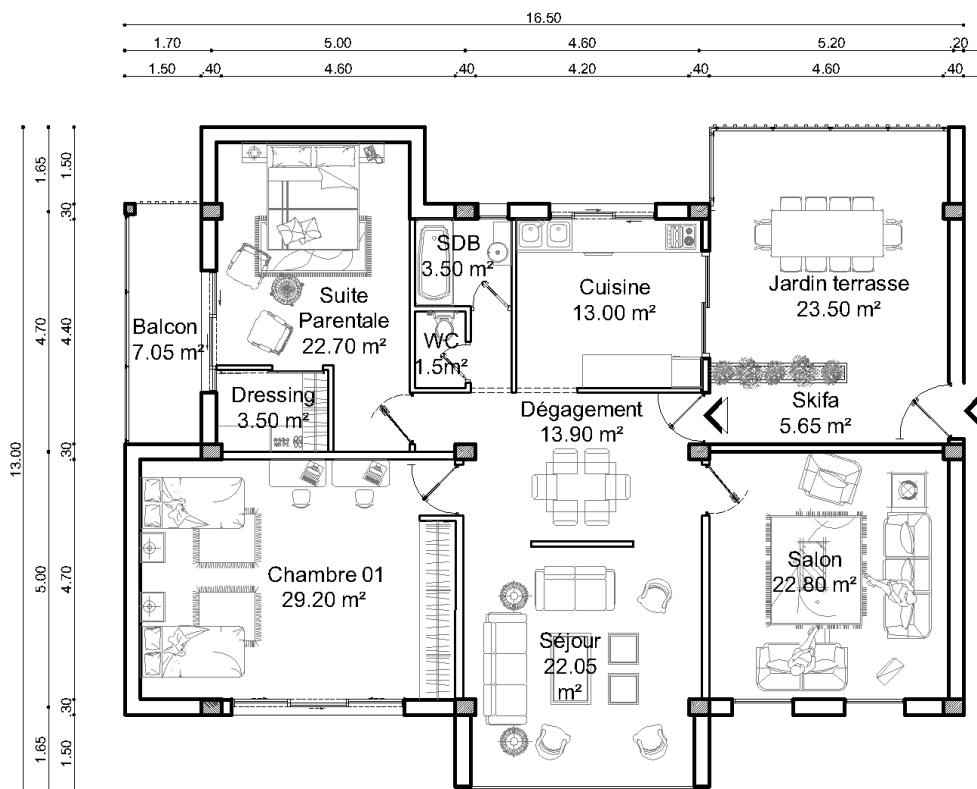 16.50
1.70 5.00 4.60 5.20 .20
1.50 .40 4.60 .40 4.20 .40 4.60 .40
13.00
1.65 4.70 5.00 1.65
1.50 .30 4.40 .30 4.70 .30 1.50
SDB
3.50 m²
Suite
Parentale
22.70 m²
Cuisine
13.00 m²
Jardin terrasse
23.50 m²
Balcon
7.05 m²
WC
1.5m²
Dressing
3.50 m²
Dégagement
13.90 m²
Skifa
5.65 m²
Chambre 01
29.20 m²
Salon
22.80 m²
Séjour
22.05
m²